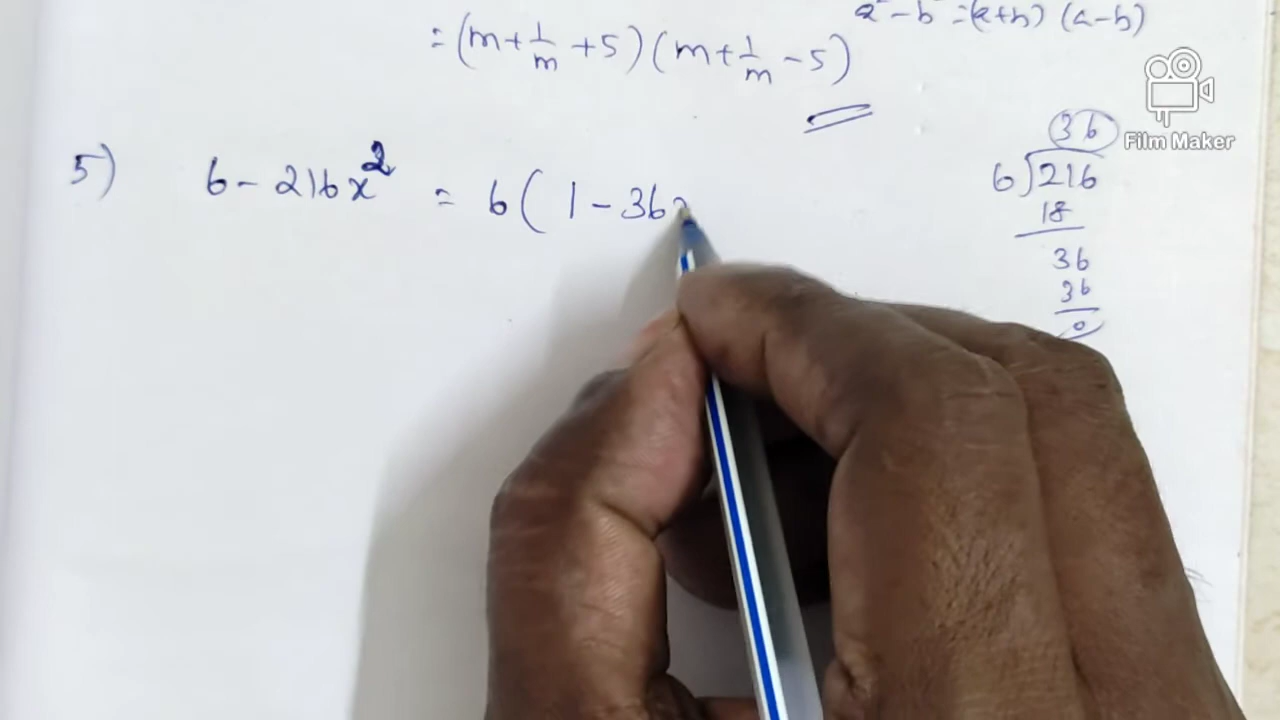 a² - b² = (a+b) (a-b)
= (m + 1/m + 5) (m + 1/m - 5)
Film Maker
5) 6 - 216x² = 6( 1 - 36
36
6)216
18
36
36
0